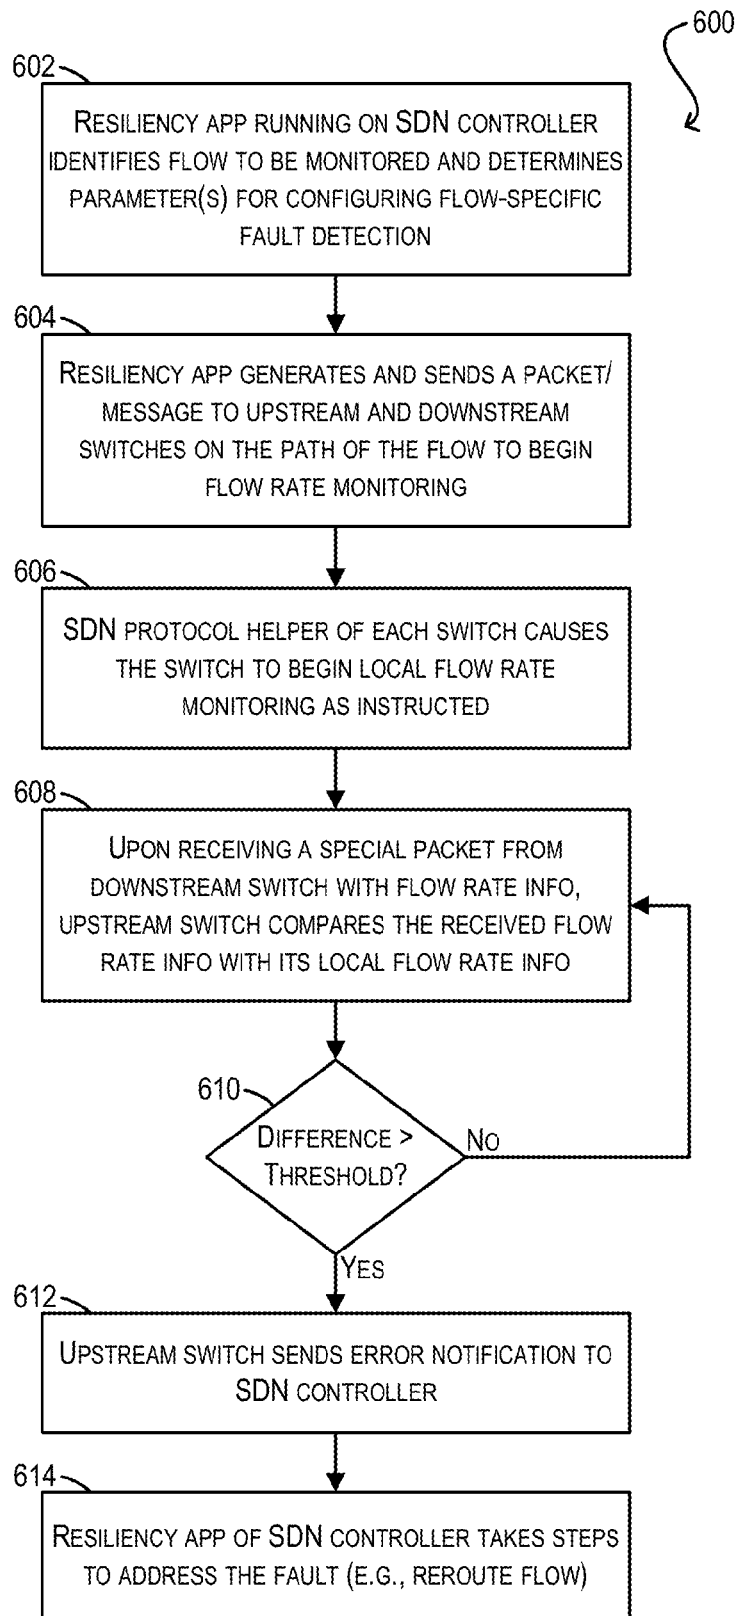 600
602
Resiliency app running on SDN controller
identifies flow to be monitored and determines
parameter(s) for configuring flow-specific
fault detection
604
Resiliency app generates and sends a packet/
message to upstream and downstream
switches on the path of the flow to begin
flow rate monitoring
606
SDN protocol helper of each switch causes
the switch to begin local flow rate
monitoring as instructed
608
Upon receiving a special packet from
downstream switch with flow rate info,
upstream switch compares the received flow
rate info with its local flow rate info
610
Difference >
Threshold?
No
Yes
612
Upstream switch sends error notification to
SDN controller
614
Resiliency app of SDN controller takes steps
to address the fault (e.g., reroute flow)